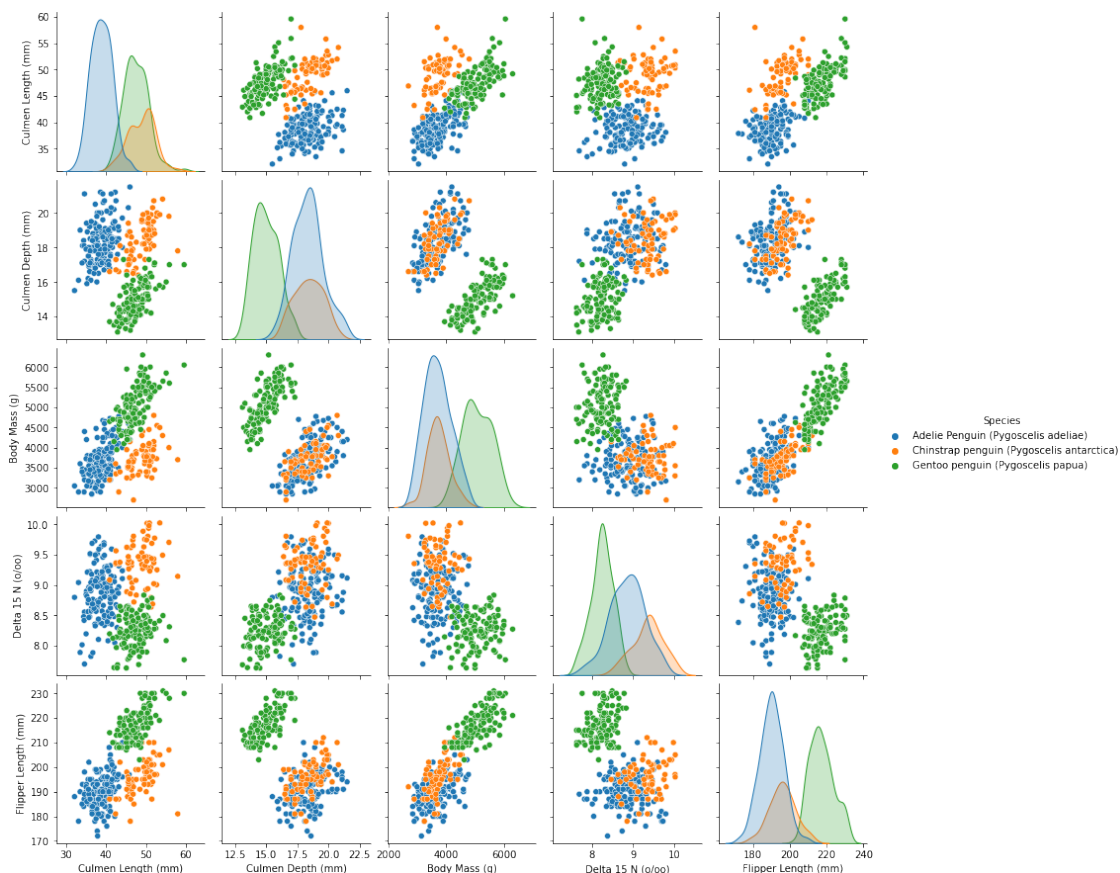 60
55
50
45
40
35
Culmen Length (mm)
20
18
16
14
Culmen Depth (mm)
6000
5500
5000
4500
4000
3500
3000
Body Mass (g)
10.0
9.5
9.0
8.5
8.0
Delta 15 N (o/oo)
230
220
210
200
190
180
170
Flipper Length (mm)
30 40 50 60
Culmen Length (mm)
12.5 15.0 17.5 20.0 22.5
Culmen Depth (mm)
2000 4000 6000
Body Mass (g)
8 9 10
Delta 15 N (o/oo)
180 200 220 240
Flipper Length (mm)
Species
Adelie Penguin (Pygoscelis adeliae)
Chinstrap penguin (Pygoscelis antarctica)
Gentoo penguin (Pygoscelis papua)